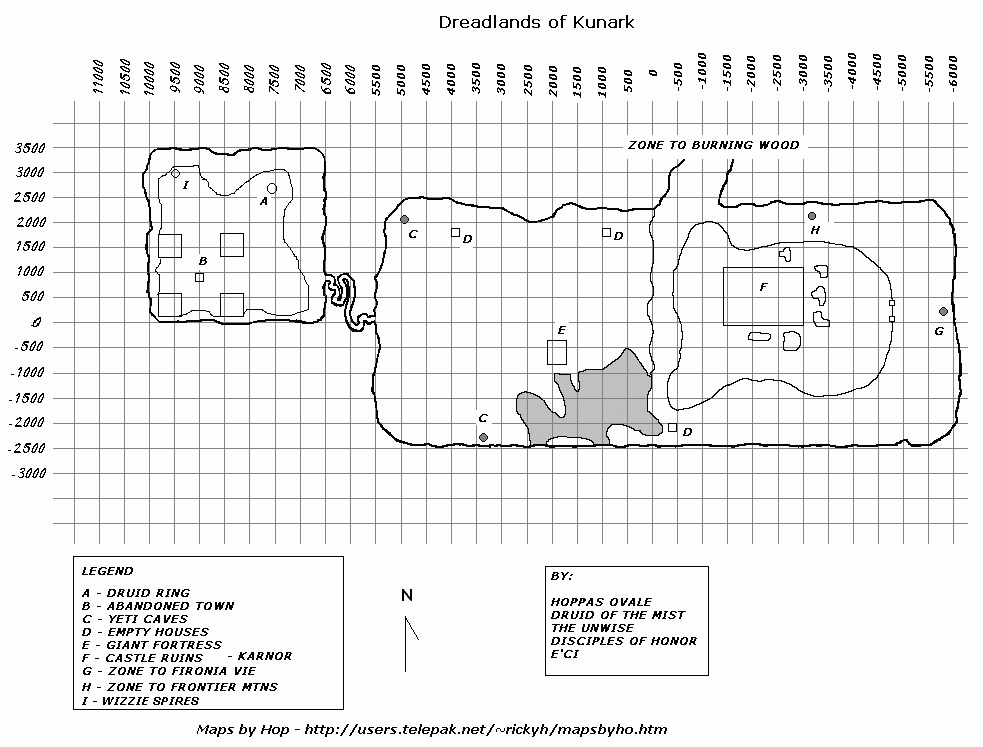 Dreadlands of Kunark
11000 10500 10000 9500 9000 8500 8000 7500 7000 6500 6000 5500 5000 4500 4000 3500 3000 2500 2000 1500 1000 500 0 -500 -1000 -1500 -2000 -2500 -3000 -3500 -4000 -4500 -5000 -5500 -6000
ZONE TO BURNING WOOD
3500
3000
I
2500
A
2000
C
D
D
H
1500
B
1000
F
500
0
G
E
-500
-1000
-1500
C
-2000
D
-2500
-3000
LEGEND
A - DRUID RING
B - ABANDONED TOWN
C - YETI CAVES
D - EMPTY HOUSES
E - GIANT FORTRESS
F - CASTLE RUINS - KARNOR
G - ZONE TO FIRONIA VIE
H - ZONE TO FRONTIER MTNS
I - WIZZIE SPIRES
N
BY:
HOPPAS OVALE
DRUID OF THE MIST
THE UNWISE
DISCIPLES OF HONOR
E'CI
Maps by Hop - http://users.telepak.net/~rickyh/mapsbyho.htm